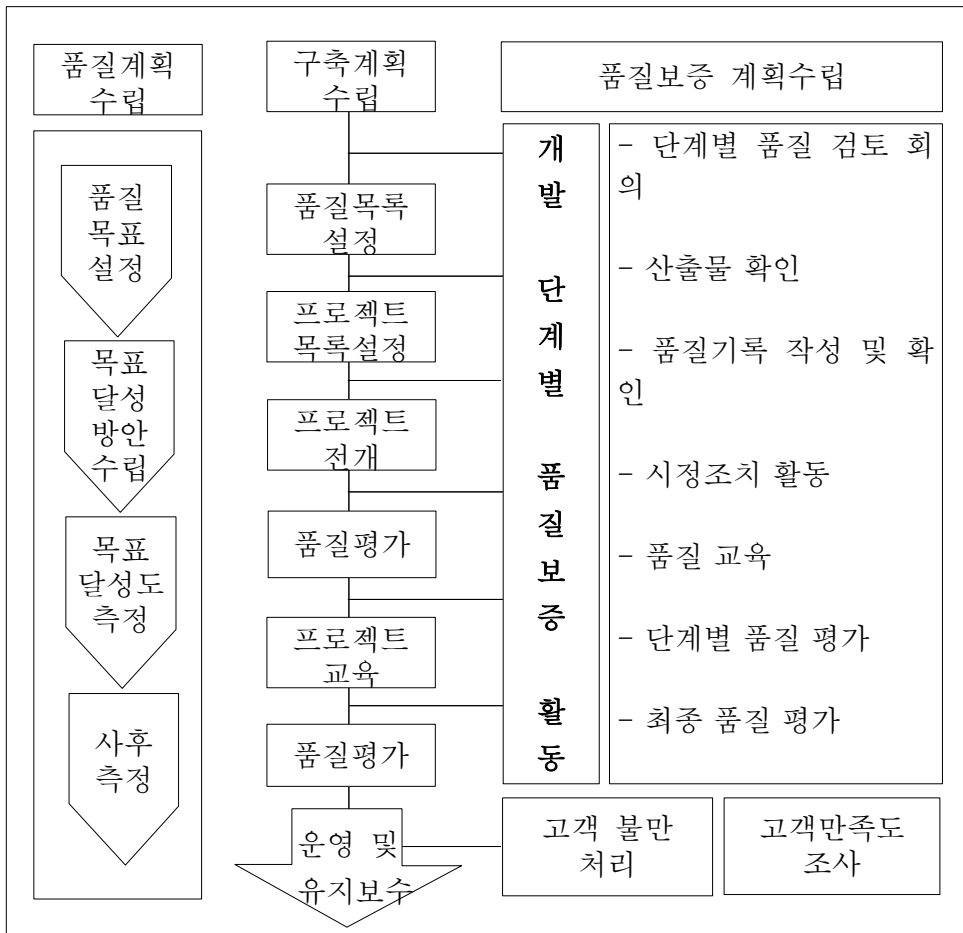 품질계획
수립
품질
목표
설정
목표
달성
방안
수립
목표
달성도
측정
사후
측정
구축계획
수립
품질목록
설정
프로젝트
목록설정
프로젝트
전개
품질평가
프로젝트
교육
품질평가
운영 및
유지보수
품질보증 계획수립
개
발
단
계
별
품
질
보
증
활
동
- 단계별 품질 검토 회
의
- 산출물 확인
- 품질기록 작성 및 확
인
- 시정조치 활동
- 품질 교육
- 단계별 품질 평가
- 최종 품질 평가
고객 불만
처리
고객만족도
조사